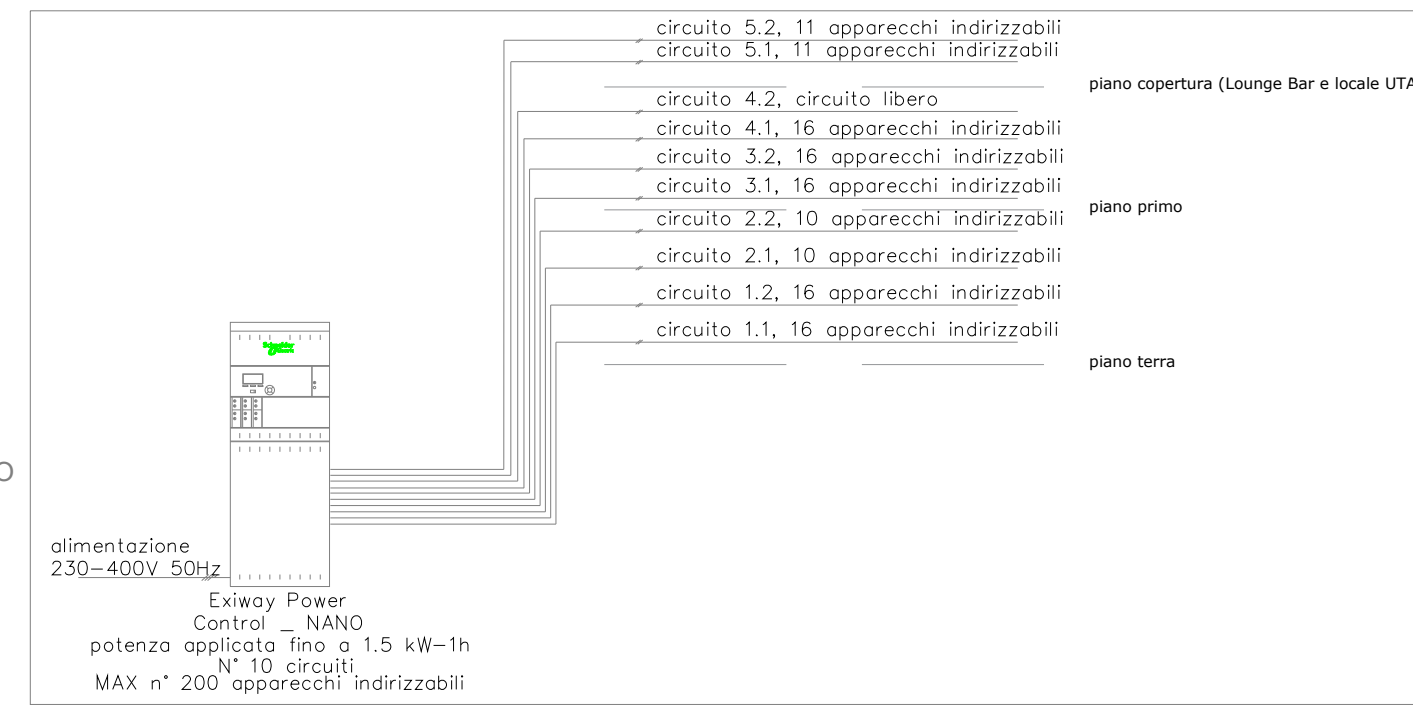 circuito 5.2, 11 apparecchi indirizzabili
circuito 5.1, 11 apparecchi indirizzabili
piano copertura (Lounge Bar e locale UTA
circuito 4.2, circuito libero
circuito 4.1, 16 apparecchi indirizzabili
circuito 3.2, 16 apparecchi indirizzabili
circuito 3.1, 16 apparecchi indirizzabili
piano primo
circuito 2.2, 10 apparecchi indirizzabili
circuito 2.1, 10 apparecchi indirizzabili
circuito 1.2, 16 apparecchi indirizzabili
circuito 1.1, 16 apparecchi indirizzabili
piano terra
O
alimentazione
230-400V 50Hz
Exiway Power
Control _ NANO
potenza applicata fino a 1.5 kW-1h
N° 10 circuiti
MAX n° 200 apparecchi indirizzabili